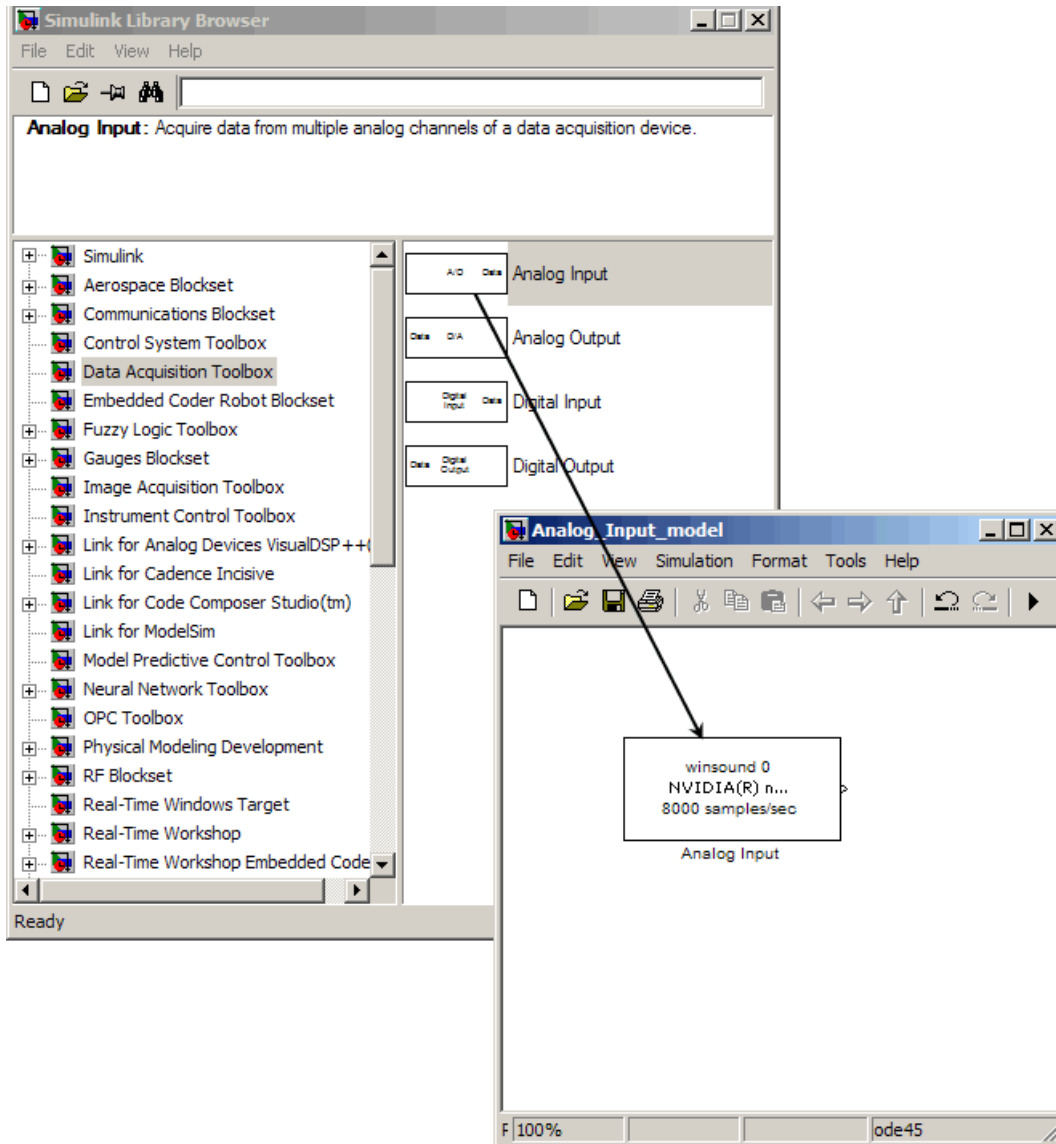 Simulink Library Browser
File Edit View Help
Analog Input: Acquire data from multiple analog channels of a data acquisition device.
Simulink
Aerospace Blockset
Communications Blockset
Control System Toolbox
Data Acquisition Toolbox
Embedded Coder Robot Blockset
Fuzzy Logic Toolbox
Gauges Blockset
Image Acquisition Toolbox
Instrument Control Toolbox
Link for Analog Devices VisualDSP++(
Link for Cadence Incisive
Link for Code Composer Studio(tm)
Link for ModelSim
Model Predictive Control Toolbox
Neural Network Toolbox
OPC Toolbox
Physical Modeling Development
RF Blockset
Real-Time Windows Target
Real-Time Workshop
Real-Time Workshop Embedded Code
Ready
A/D Data Analog Input
Data D/A Analog Output
Digital Input Data Digital Input
Data Digital Output Digital Output
Analog_Input_model
File Edit View Simulation Format Tools Help
winsound 0
NVIDIA(R) n...
8000 samples/sec
Analog Input
F 100% ode45